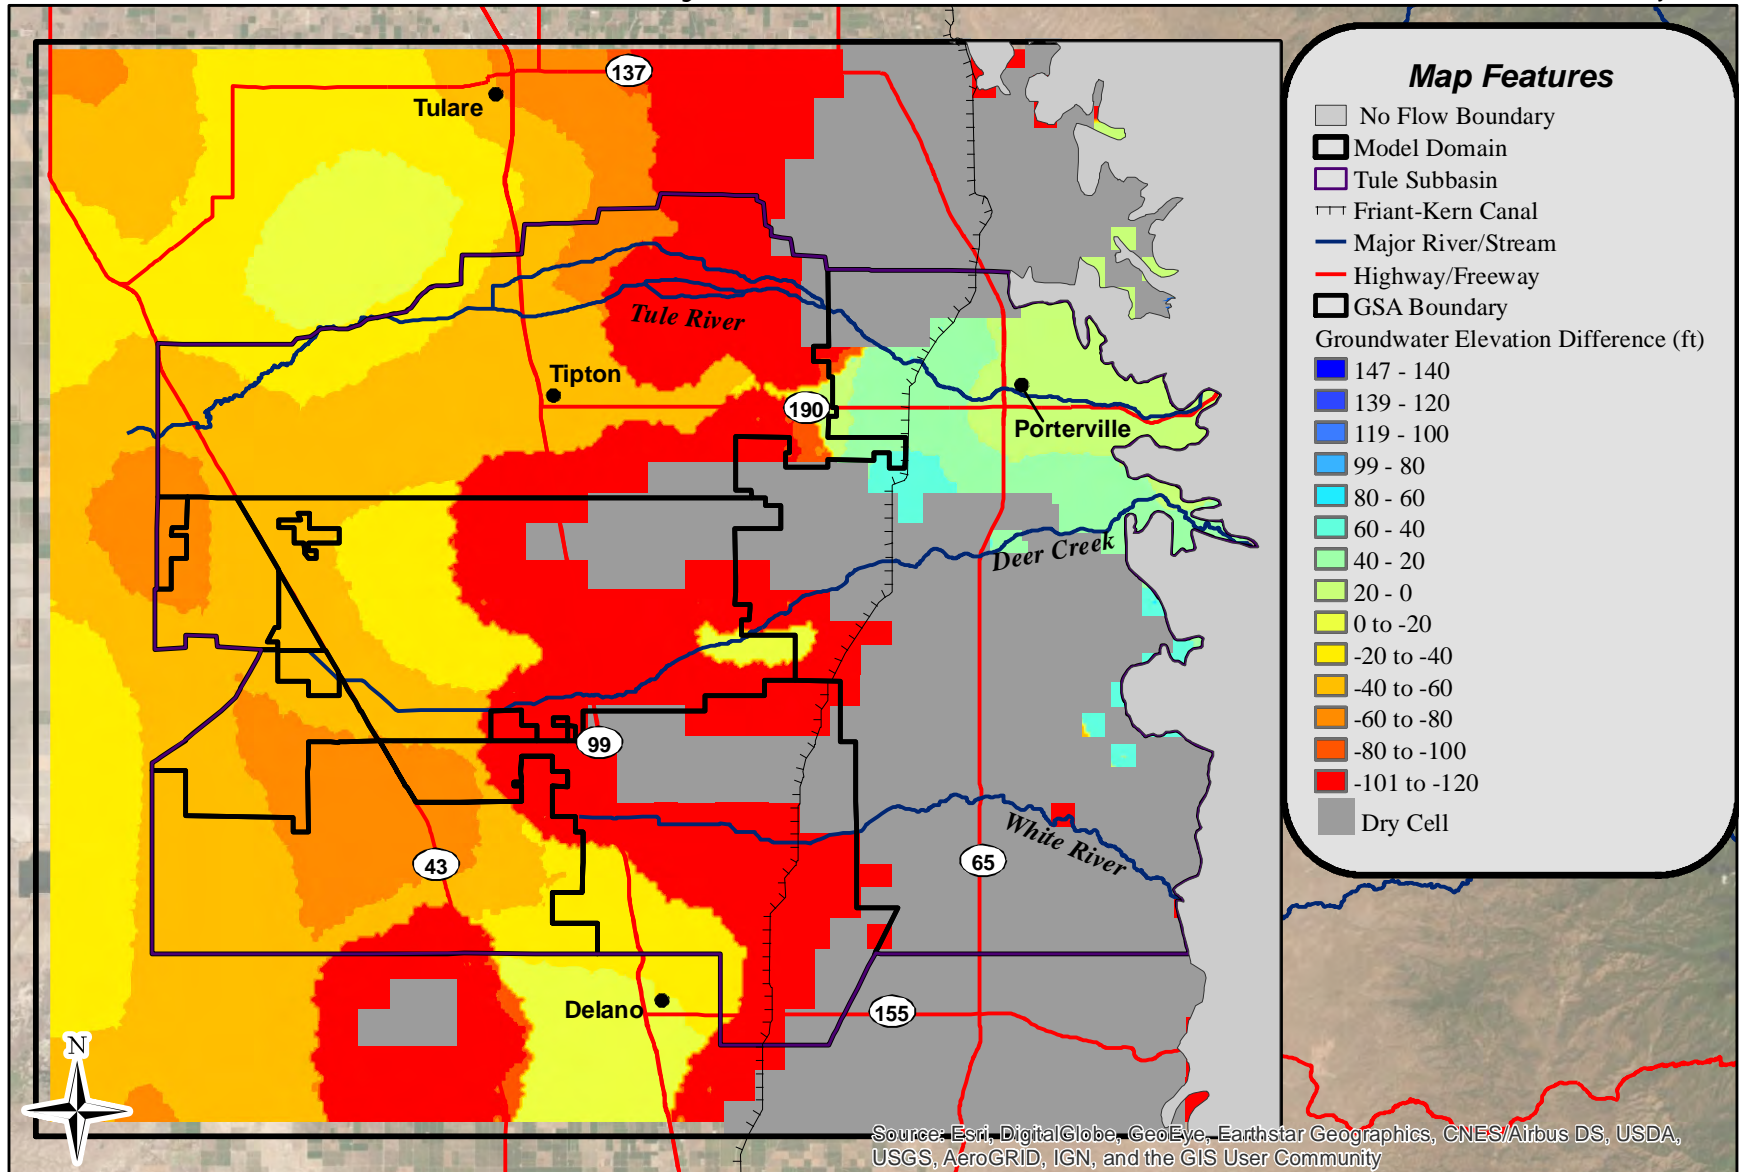 137
Tulare
Tule River
Tipton
190
Porterville
Deer Creek
99
White River
43
65
Delano
155
N
Map Features
No Flow Boundary
Model Domain
Tule Subbasin
Friant-Kern Canal
Major River/Stream
Highway/Freeway
GSA Boundary
Groundwater Elevation Difference (ft)
147 - 140
139 - 120
119 - 100
99 - 80
80 - 60
60 - 40
40 - 20
20 - 0
0 to -20
-20 to -40
-40 to -60
-60 to -80
-80 to -100
-101 to -120
Dry Cell
Source: Esri, DigitalGlobe, GeoEye, Earthstar Geographics, CNES/Airbus DS, USDA,
USGS, AeroGRID, IGN, and the GIS User Community